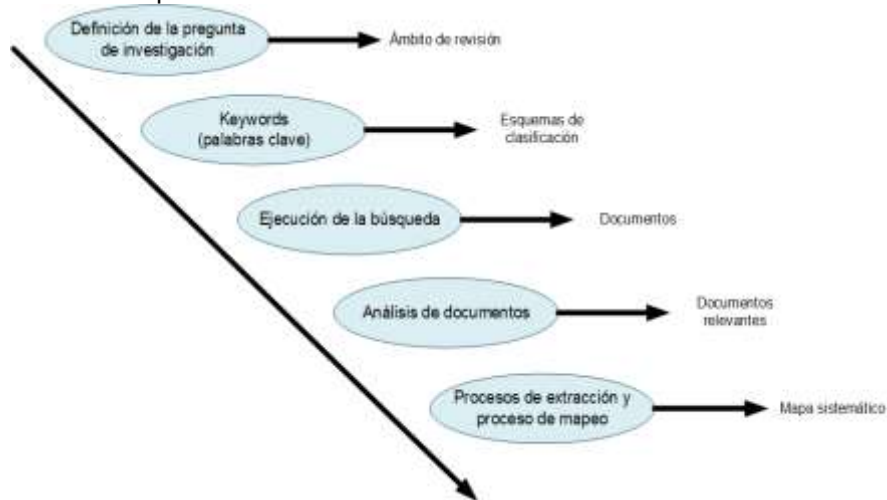 Definición de la pregunta
de investigación
Ámbito de revisión
Keywords
(palabras clave)
Esquemas de
clasificación
Ejecución de la búsqueda
Documentos
Análisis de documentos
Documentos
relevantes
Procesos de extracción y
proceso de mapeo
Mapa sistemático